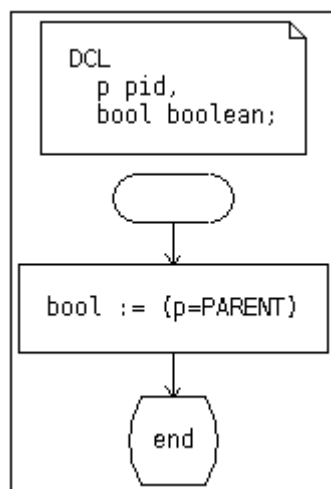 DCL
p pid,
bool boolean;
bool := (p=PARENT)
end